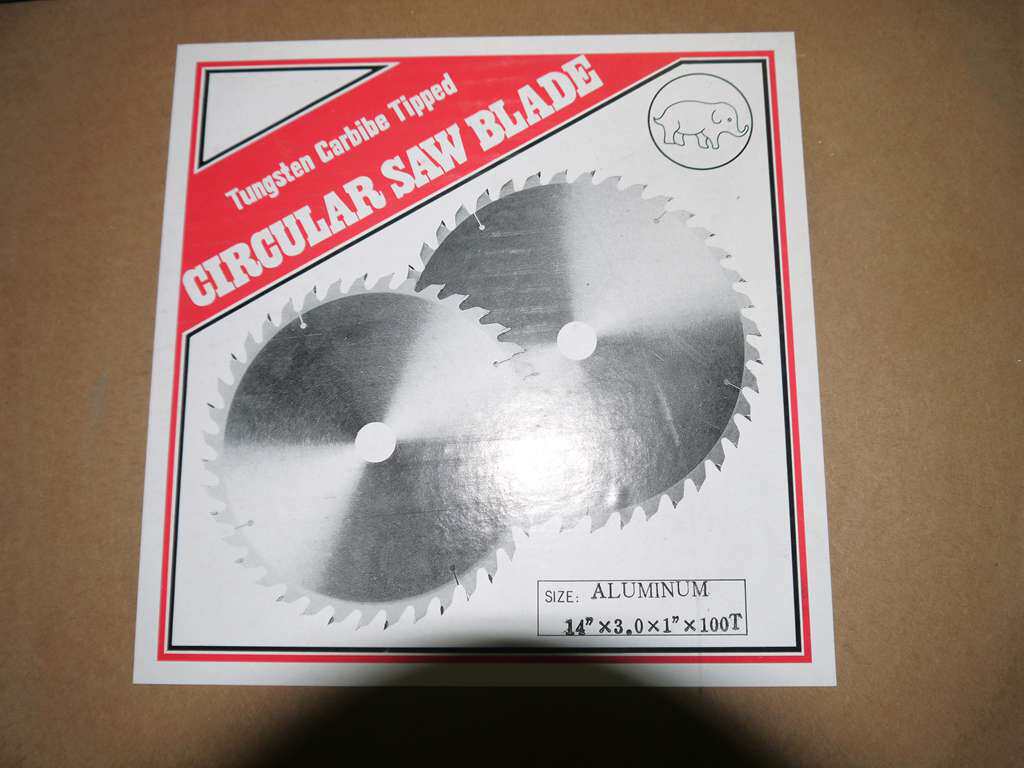 Tungsten Carbibe Tipped
CIRCULAR SAW BLADE
SIZE: ALUMINUM
14"×3.0×1"×100T